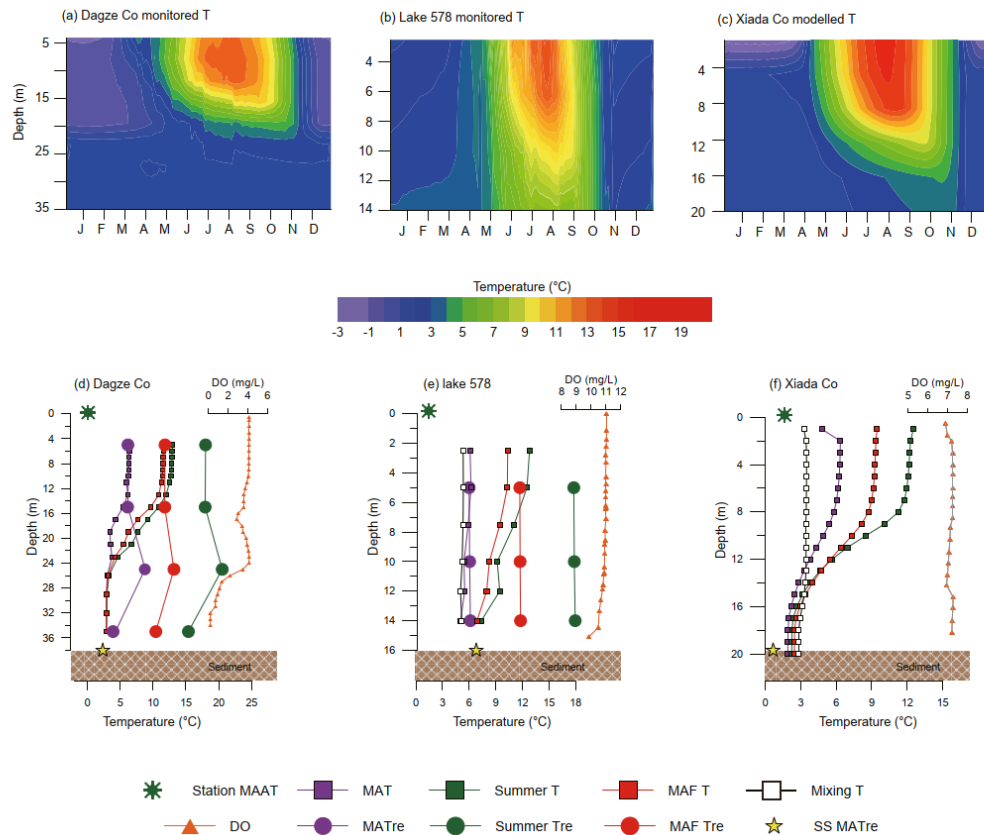 (a) Dagze Co monitored T
(b) Lake 578 monitored T
(c) Xiada Co modelled T
Depth (m)
5
15
25
35
J F M A M J J A S O N D
2
4
6
8
10
12
14
J F M A M J J A S O N D
4
8
12
16
20
J F M A M J J A S O N D
Temperature (°C)
-3 -1 1 3 5 7 9 11 13 15 17 19
(d) Dagze Co
DO (mg/L)
0 2 4 6
Depth (m)
0
4
8
12
16
20
24
28
32
36
Sediment
0 5 10 15 20 25
Temperature (°C)
(e) lake 578
DO (mg/L)
8 9 10 11 12
Depth (m)
0
2
4
6
8
10
12
14
16
Sediment
0 3 6 9 12 15 18
Temperature (°C)
(f) Xiada Co
DO (mg/L)
5 6 7 8
Depth (m)
0
4
8
12
16
20
Sediment
0 3 6 9 12 15
Temperature (°C)
Station MAAT
MAT
Summer T
MAF T
Mixing T
DO
MATre
Summer Tre
MAF Tre
SS MATre